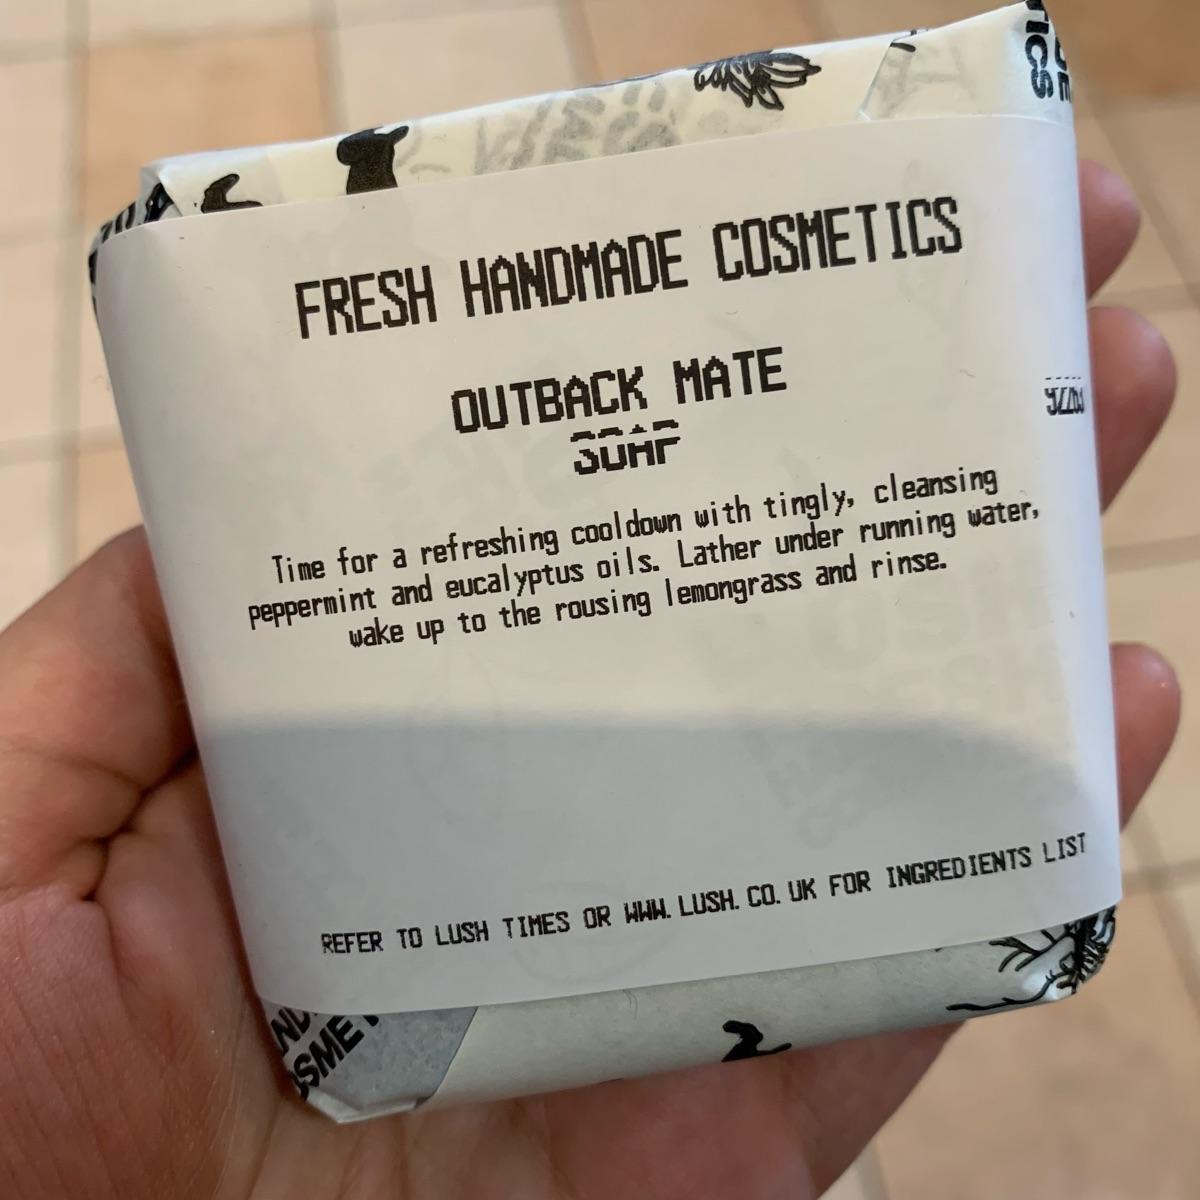 FRESH HANDMADE COSMETICS
OUTBACK MATE
SOAP
Time for a refreshing cooldown with tingly, cleansing
peppermint and eucalyptus oils. Lather under running water,
wake up to the rousing lemongrass and rinse.
REFER TO LUSH TIMES OR WWW.LUSH.CO.UK FOR INGREDIENTS LIST